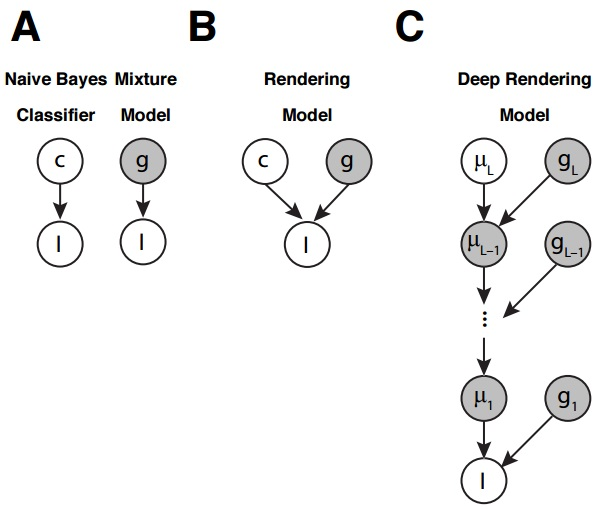 A
B
C
Naive Bayes
Classifier
Mixture
Model
Rendering
Model
Deep Rendering
Model
c
g
I
I
c
g
I
μL
gL
μL–1
gL–1
⋮
μ1
g1
I